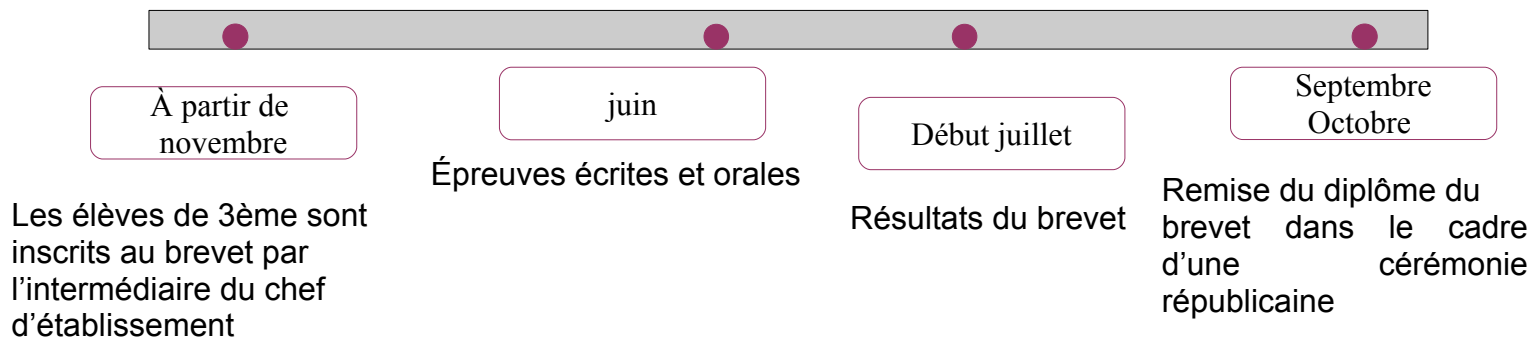 À partir de
novembre
Les élèves de 3ème sont
inscrits au brevet par
l’intermédiaire du chef
d’établissement
juin
Épreuves écrites et orales
Début juillet
Résultats du brevet
Septembre
Octobre
Remise du diplôme du
brevet dans le cadre
d’une cérémonie
républicaine